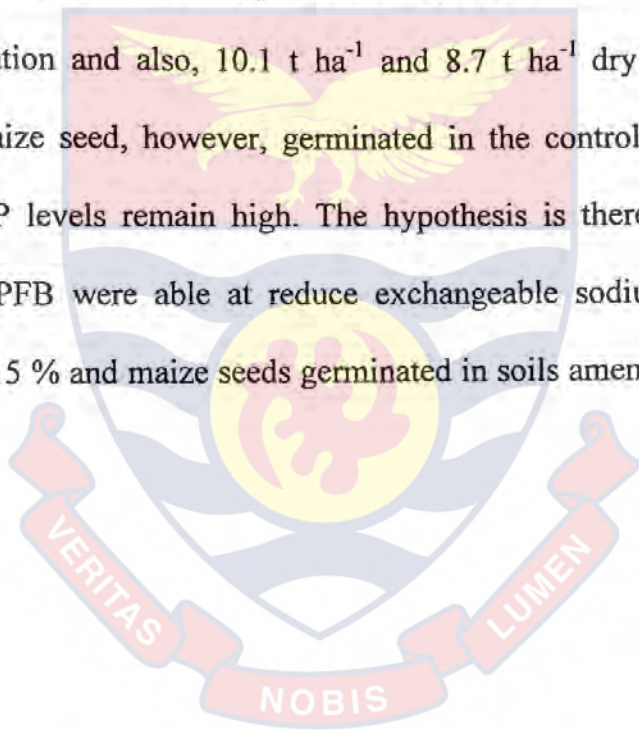 tion and also, 10.1 t ha⁻¹ and 8.7 t ha⁻¹ dry
aize seed, however, germinated in the control
P levels remain high. The hypothesis is there
PFB were able at reduce exchangeable sodiu
15 % and maize seeds germinated in soils amen
VERITAS
NOBIS
LUMEN